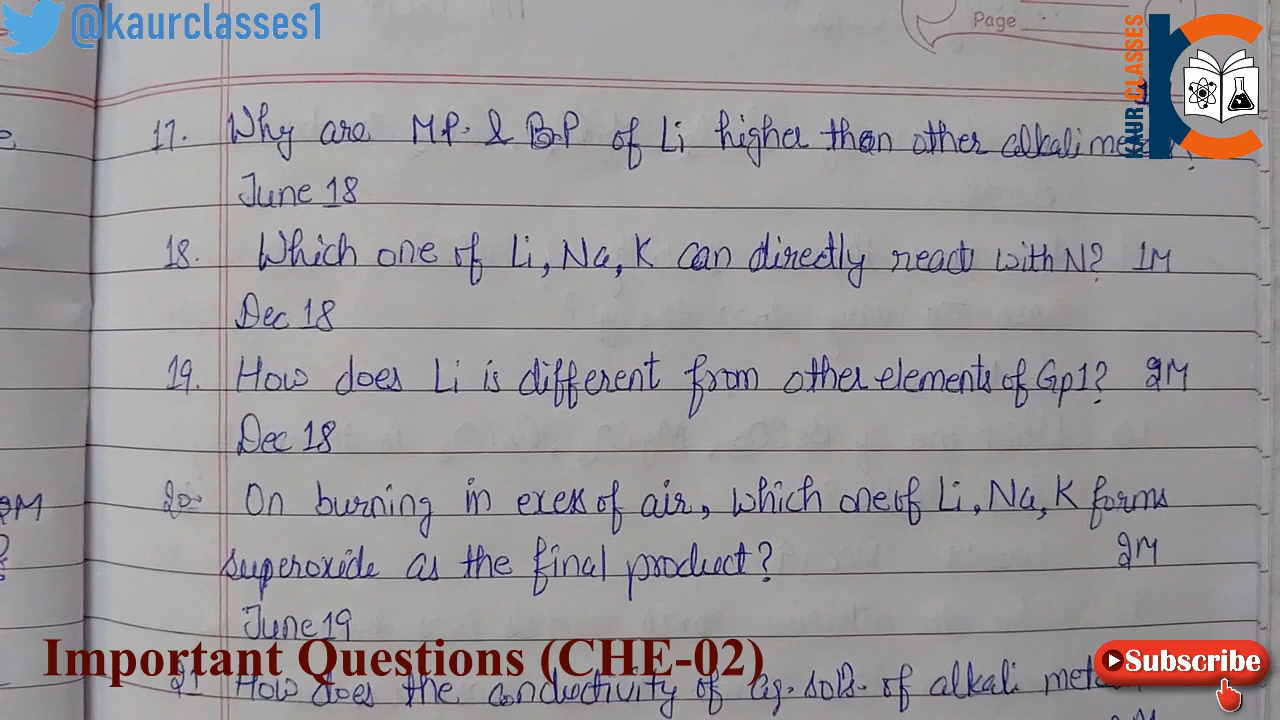 @kaurclasses1
Page
KAUR CLASSES
17. Why are M.P. & B.P of Li higher than other alkali
June 18
18. Which one of Li, Na, K can directly react with N? 1M
Dec 18
19. How does Li is different from other elements of Gp1? 2M
Dec 18
2M
20. On burning in exess of air, which one of Li, Na, K forms
superoxide as the final product? 2M
June 19
Important Questions (CHE-02)
Subscribe
21 How does the conductivity of aq. soln. of alkali